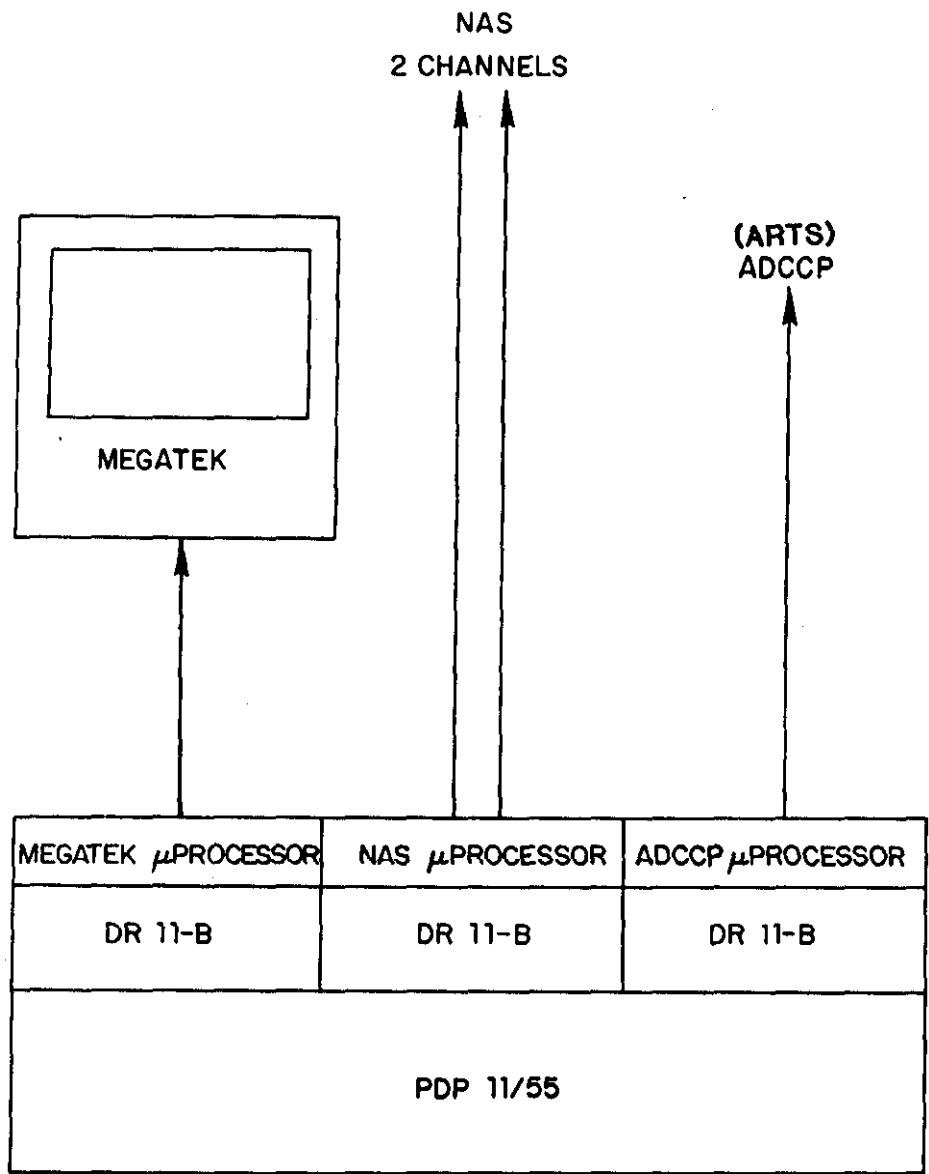 NAS
2 CHANNELS
(ARTS)
ADCCP
MEGATEK
MEGATEK μPROCESSOR
NAS μPROCESSOR
ADCCP μPROCESSOR
DR 11-B
DR 11-B
DR 11-B
PDP 11/55